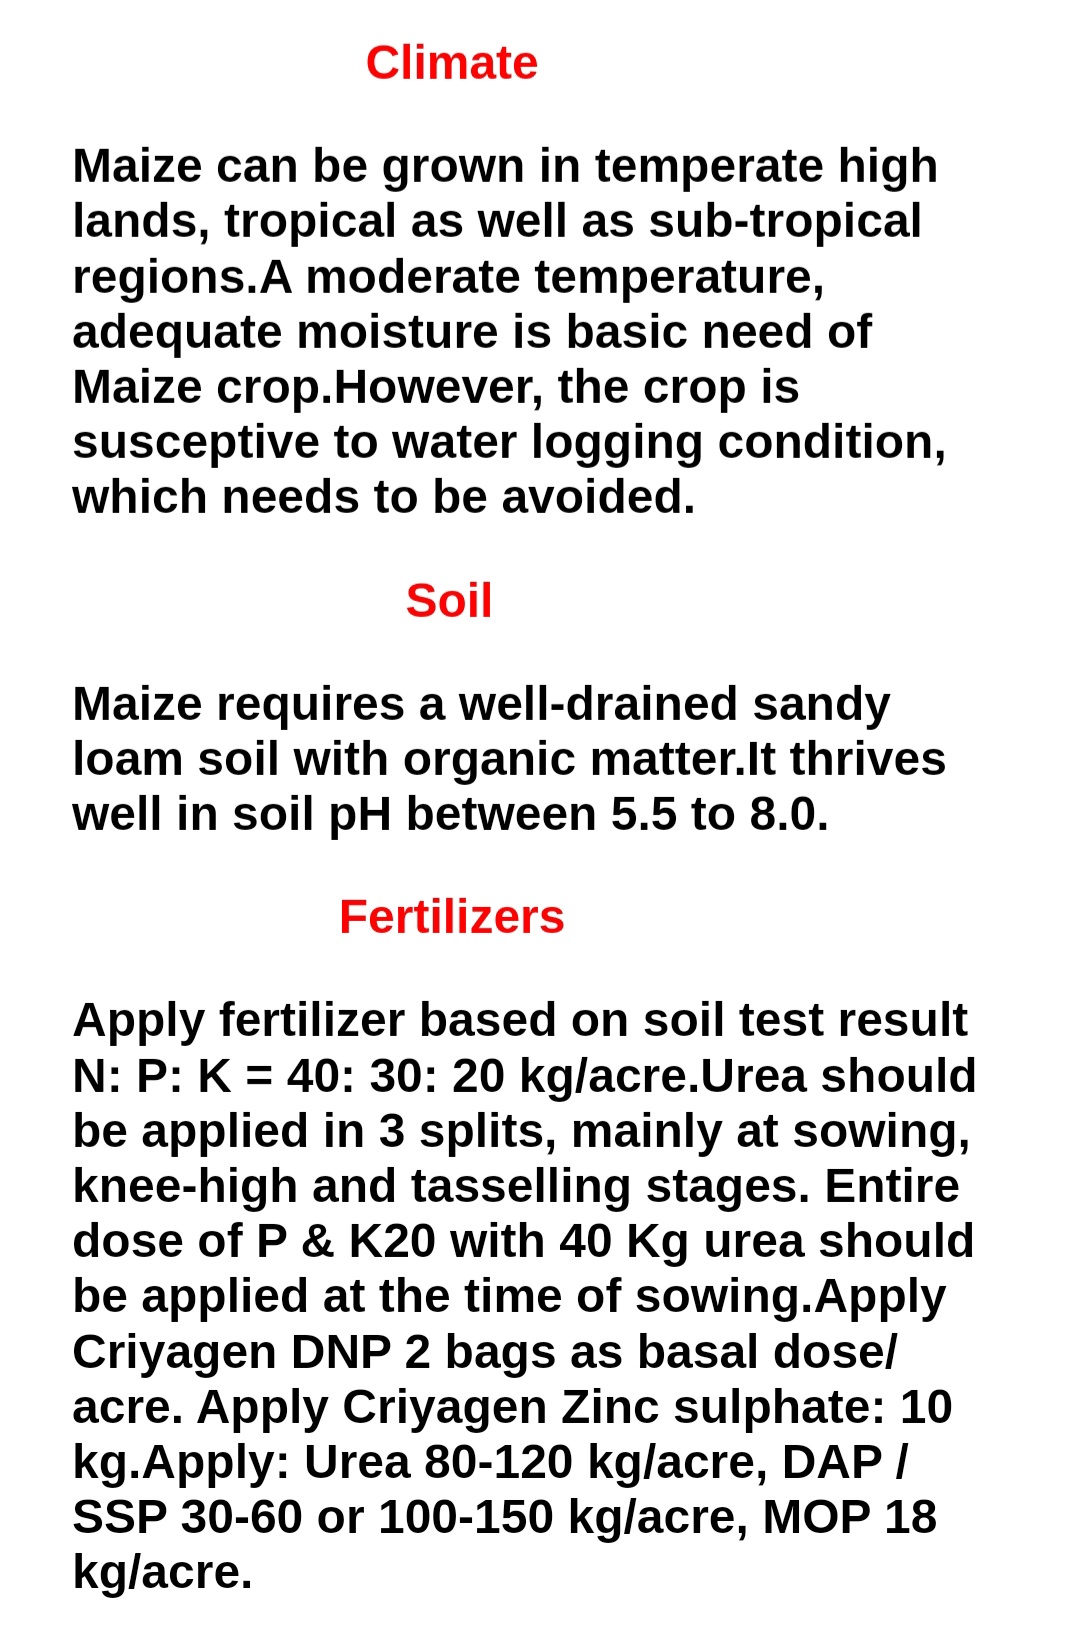 Climate
Maize can be grown in temperate high
lands, tropical as well as sub-tropical
regions.A moderate temperature,
adequate moisture is basic need of
Maize crop.However, the crop is
susceptive to water logging condition,
which needs to be avoided.
Soil
Maize requires a well-drained sandy
loam soil with organic matter.It thrives
well in soil pH between 5.5 to 8.0.
Fertilizers
Apply fertilizer based on soil test result
N: P: K = 40: 30: 20 kg/acre.Urea should
be applied in 3 splits, mainly at sowing,
knee-high and tasselling stages. Entire
dose of P & K20 with 40 Kg urea should
be applied at the time of sowing.Apply
Criyagen DNP 2 bags as basal dose/
acre. Apply Criyagen Zinc sulphate: 10
kg.Apply: Urea 80-120 kg/acre, DAP /
SSP 30-60 or 100-150 kg/acre, MOP 18
kg/acre.